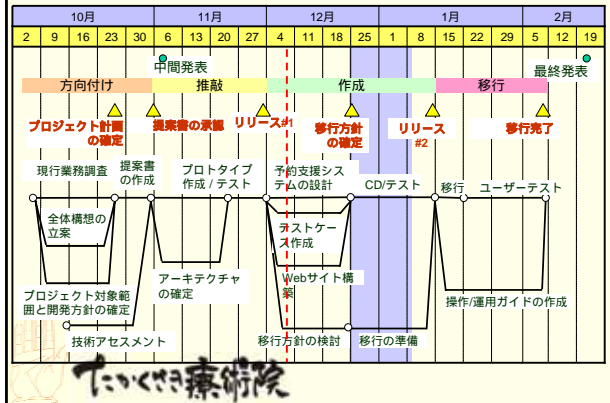 10月 11月 12月 1月 2月
2 9 16 23 30 6 13 20 27 4 11 18 25 1 8 15 22 29 5 12 19
中間発表
最終発表
方向付け 推敲 作成 移行
プロジェクト計画
の確定
提案書の承認
リリース#1
移行方針
の確定
リリース
#2
移行完了
現行業務調査
提案書
の作成
プロトタイプ
作成 / テスト
予約支援シス
テムの設計
CD/テスト
移行
ユーザーテスト
全体構想の
立案
テストケー
ス作成
アーキテクチャ
の確定
Webサイト構
築
プロジェクト対象範
囲と開発方針の確定
操作/運用ガイドの作成
技術アセスメント
移行方針の検討
移行の準備
たかくさき療術院